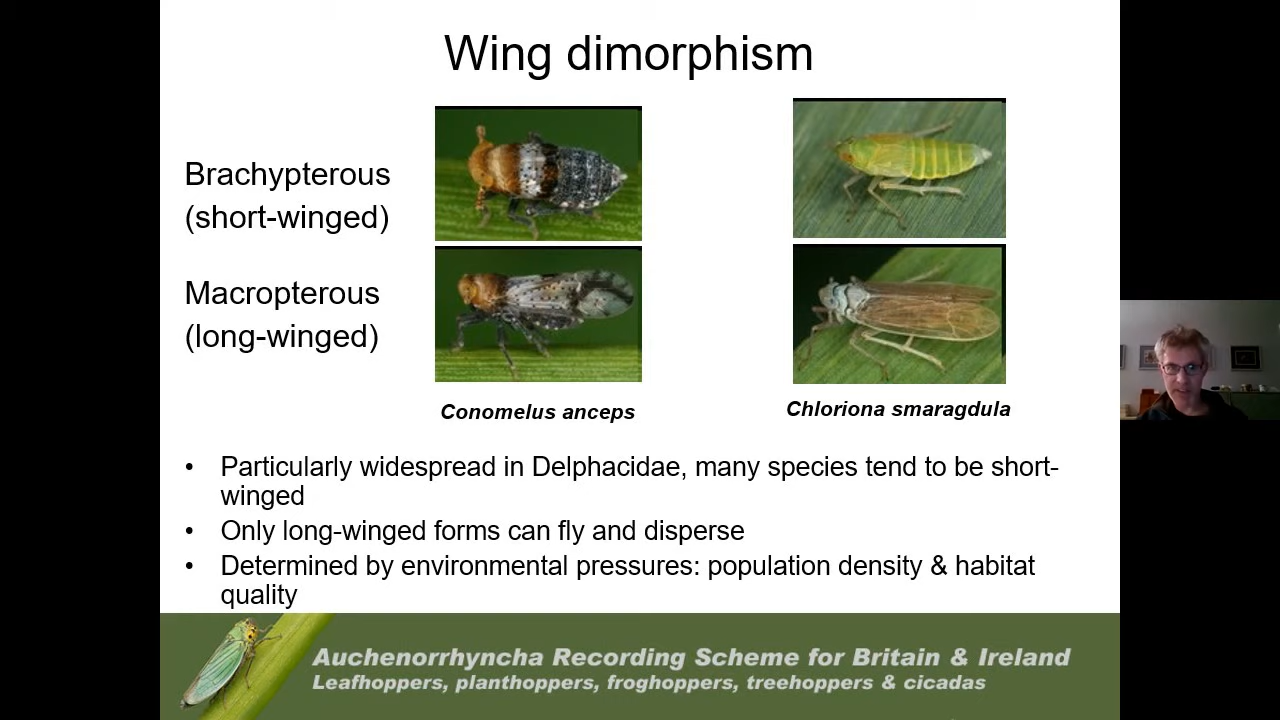 Wing dimorphism
Brachypterous
(short-winged)
Macropterous
(long-winged)
Conomelus anceps
Chloriona smaragdula
• Particularly widespread in Delphacidae, many species tend to be short-
winged
• Only long-winged forms can fly and disperse
• Determined by environmental pressures: population density & habitat
quality
Auchenorrhyncha Recording Scheme for Britain & Ireland
Leafhoppers, planthoppers, froghoppers, treehoppers & cicadas